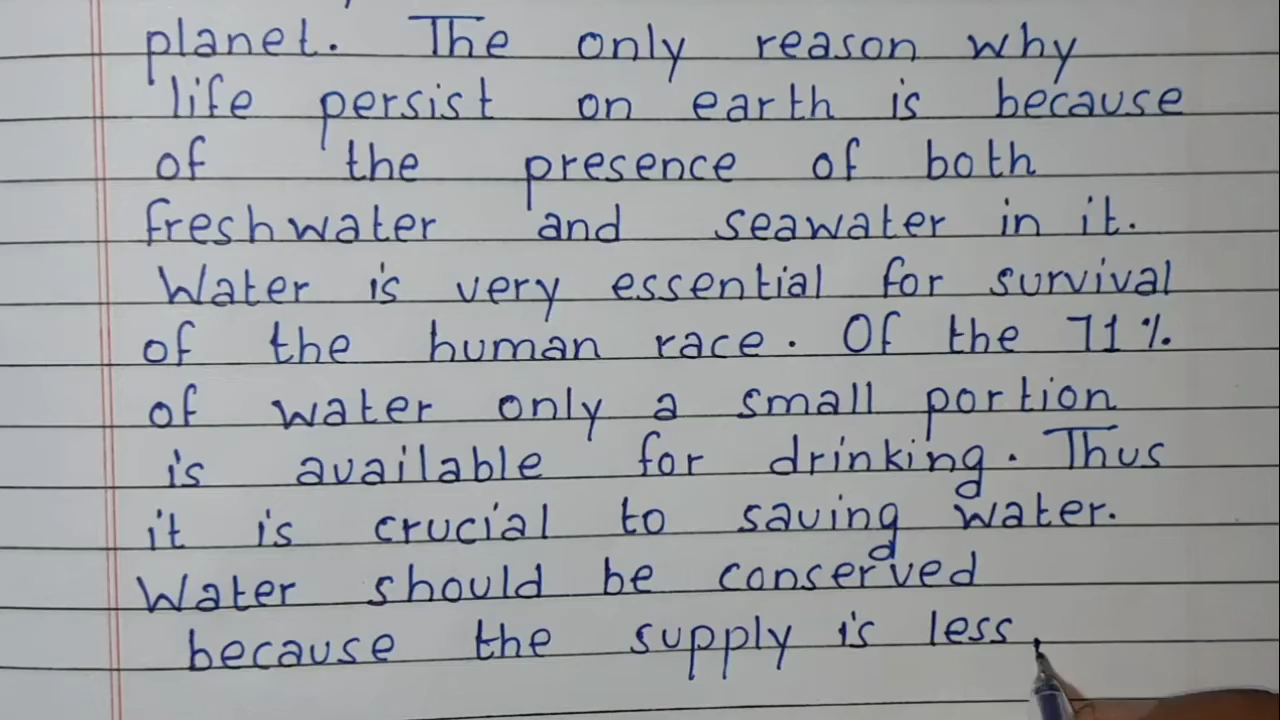 planet. The only reason why
life persist on earth is because
of the presence of both
freshwater and seawater in it.
Water is very essential for survival
of the human race. Of the 71%
of water only a small portion
is available for drinking. Thus
it is crucial to saving water.
Water should be conserved
because the supply is less,